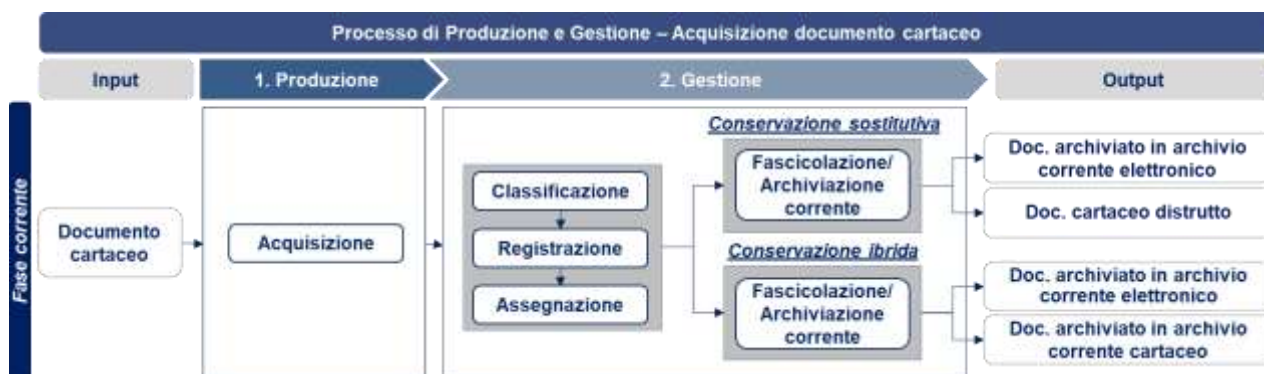 Processo di Produzione e Gestione – Acquisizione documento cartaceo
Input
1. Produzione
2. Gestione
Output
Fase corrente
Documento
cartaceo
Acquisizione
Classificazione
Registrazione
Assegnazione
Conservazione sostitutiva
Fascicolazione/
Archiviazione
corrente
Conservazione ibrida
Fascicolazione/
Archiviazione
corrente
Doc. archiviato in archivio
corrente elettronico
Doc. cartaceo distrutto
Doc. archiviato in archivio
corrente elettronico
Doc. archiviato in archivio
corrente cartaceo